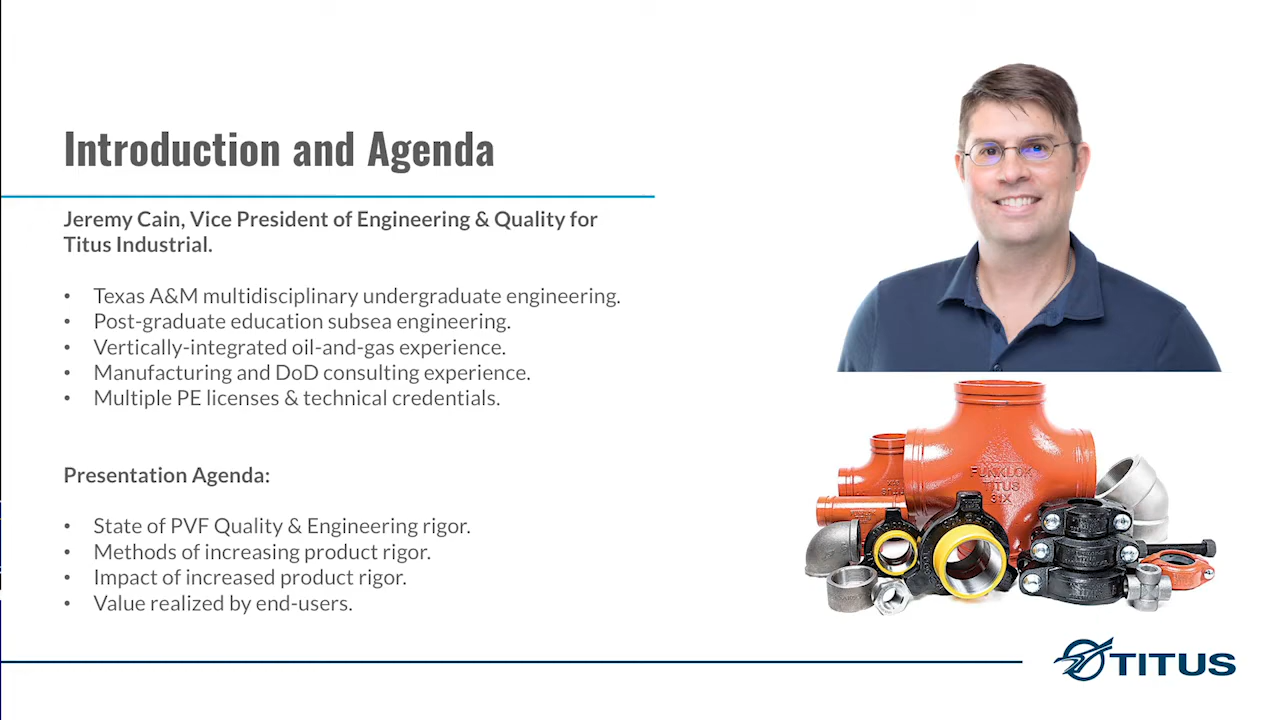 Introduction and Agenda
Jeremy Cain, Vice President of Engineering & Quality for
Titus Industrial.
• Texas A&M multidisciplinary undergraduate engineering.
• Post-graduate education subsea engineering.
• Vertically-integrated oil-and-gas experience.
• Manufacturing and DoD consulting experience.
• Multiple PE licenses & technical credentials.
Presentation Agenda:
• State of PVF Quality & Engineering rigor.
• Methods of increasing product rigor.
• Impact of increased product rigor.
• Value realized by end-users.
TITUS
31X
TITUS